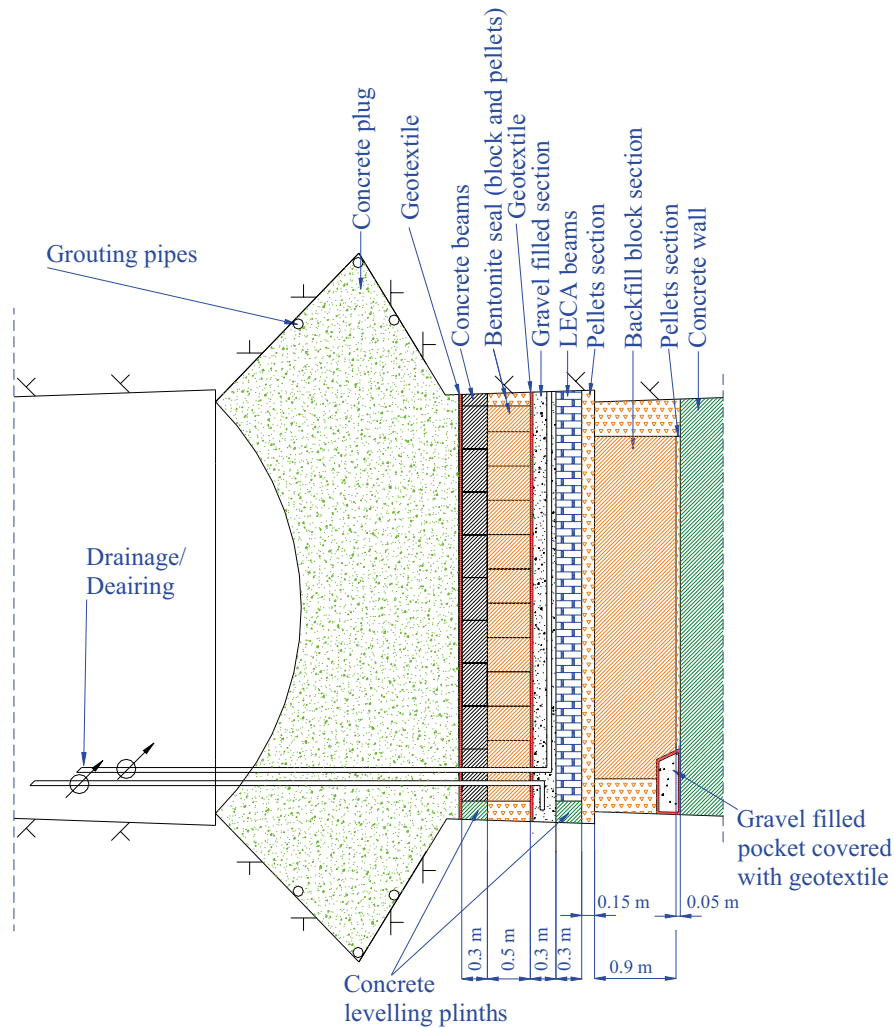 Grouting pipes
Concrete plug
Geotextile
Concrete beams
Bentonite seal (block and pellets)
Geotextile
Gravel filled section
LECA beams
Pellets section
Backfill block section
Pellets section
Concrete wall
Drainage/
Deairing
Gravel filled
pocket covered
with geotextile
0.15 m
0.05 m
0.3 m
0.5 m
0.3 m
0.3 m
0.9 m
Concrete
levelling plinths